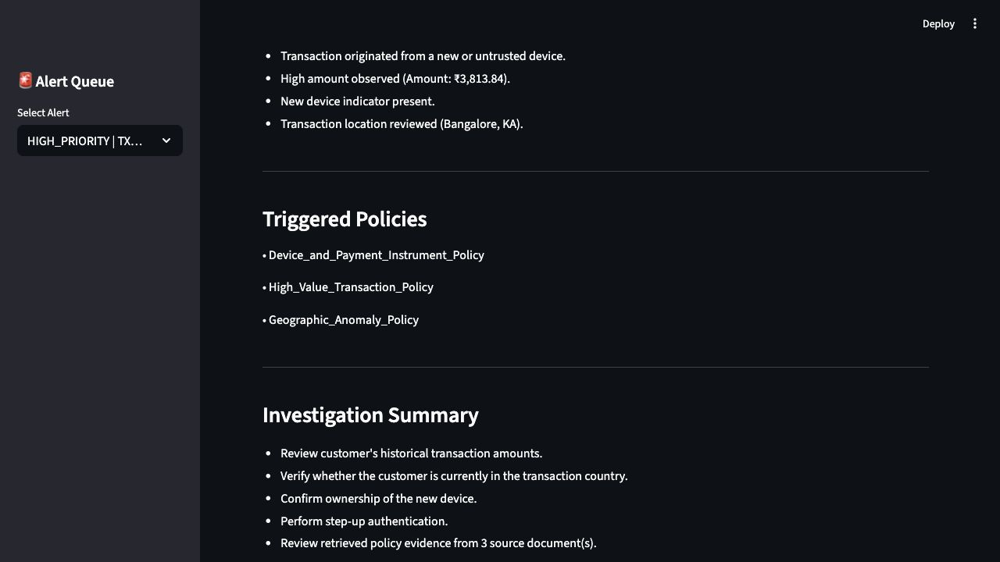 Deploy
🚨 Alert Queue
Select Alert
HIGH_PRIORITY | TX...
• Transaction originated from a new or untrusted device.
• High amount observed (Amount: ₹3,813.84).
• New device indicator present.
• Transaction location reviewed (Bangalore, KA).
Triggered Policies
• Device_and_Payment_Instrument_Policy
• High_Value_Transaction_Policy
• Geographic_Anomaly_Policy
Investigation Summary
• Review customer's historical transaction amounts.
• Verify whether the customer is currently in the transaction country.
• Confirm ownership of the new device.
• Perform step-up authentication.
• Review retrieved policy evidence from 3 source document(s).